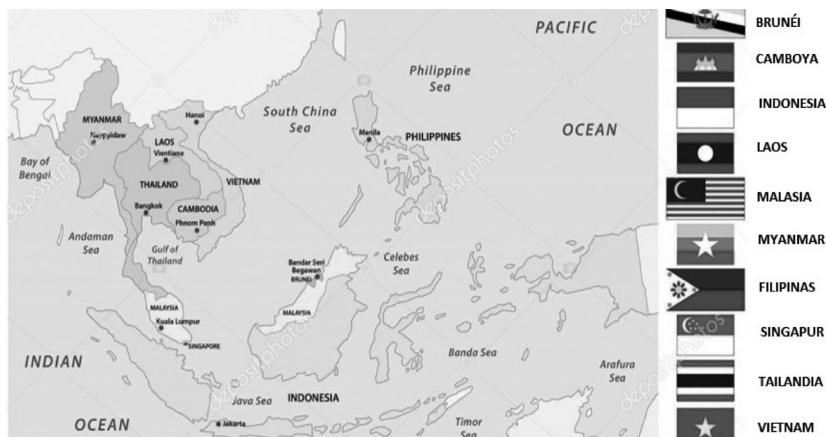 PACIFIC
Philippine
Sea
South China
Sea
OCEAN
MYANMAR
Naypyidaw
Hanoi
LAOS
Vientiane
Manila
PHILIPPINES
Bay of
Bengal
THAILAND
VIETNAM
Bangkok
CAMBODIA
Phnom Penh
Andaman
Sea
Gulf of
Thailand
Bandar Seri
Begawan
BRUNEI
Celebes
Sea
MALAYSIA
Kuala Lumpur
MALAYSIA
SINGAPORE
INDIAN
Banda Sea
Arafura
Sea
Java Sea
INDONESIA
OCEAN
Jakarta
Timor
Sea
depositphotos
BRUNÉI
CAMBOYA
INDONESIA
LAOS
MALASIA
MYANMAR
FILIPINAS
SINGAPUR
TAILANDIA
VIETNAM